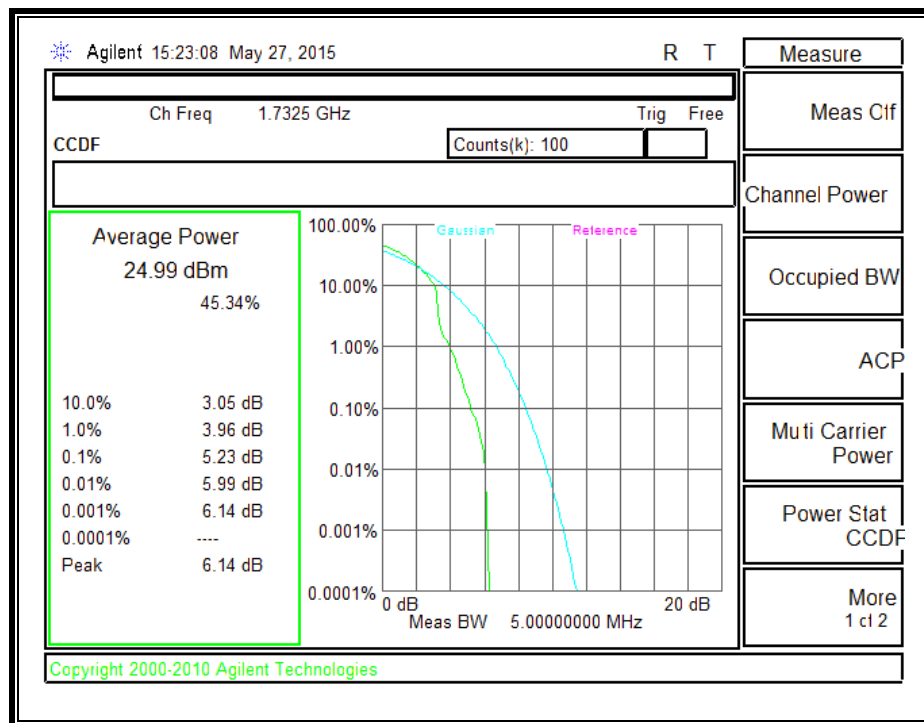 Agilent 15:23:08 May 27, 2015 R T
Ch Freq 1.7325 GHz Trig Free
CCDF Counts(k): 100
Average Power
24.99 dBm
45.34%
10.0% 3.05 dB
1.0% 3.96 dB
0.1% 5.23 dB
0.01% 5.99 dB
0.001% 6.14 dB
0.0001% ----
Peak 6.14 dB
Gaussian Reference
100.00%
10.00%
1.00%
0.10%
0.01%
0.001%
0.0001%
0 dB 20 dB
Meas BW 5.00000000 MHz
Measure
Meas Off
Channel Power
Occupied BW
ACP
Multi Carrier
Power
Power Stat
CCDF
More
1 of 2
Copyright 2000-2010 Agilent Technologies